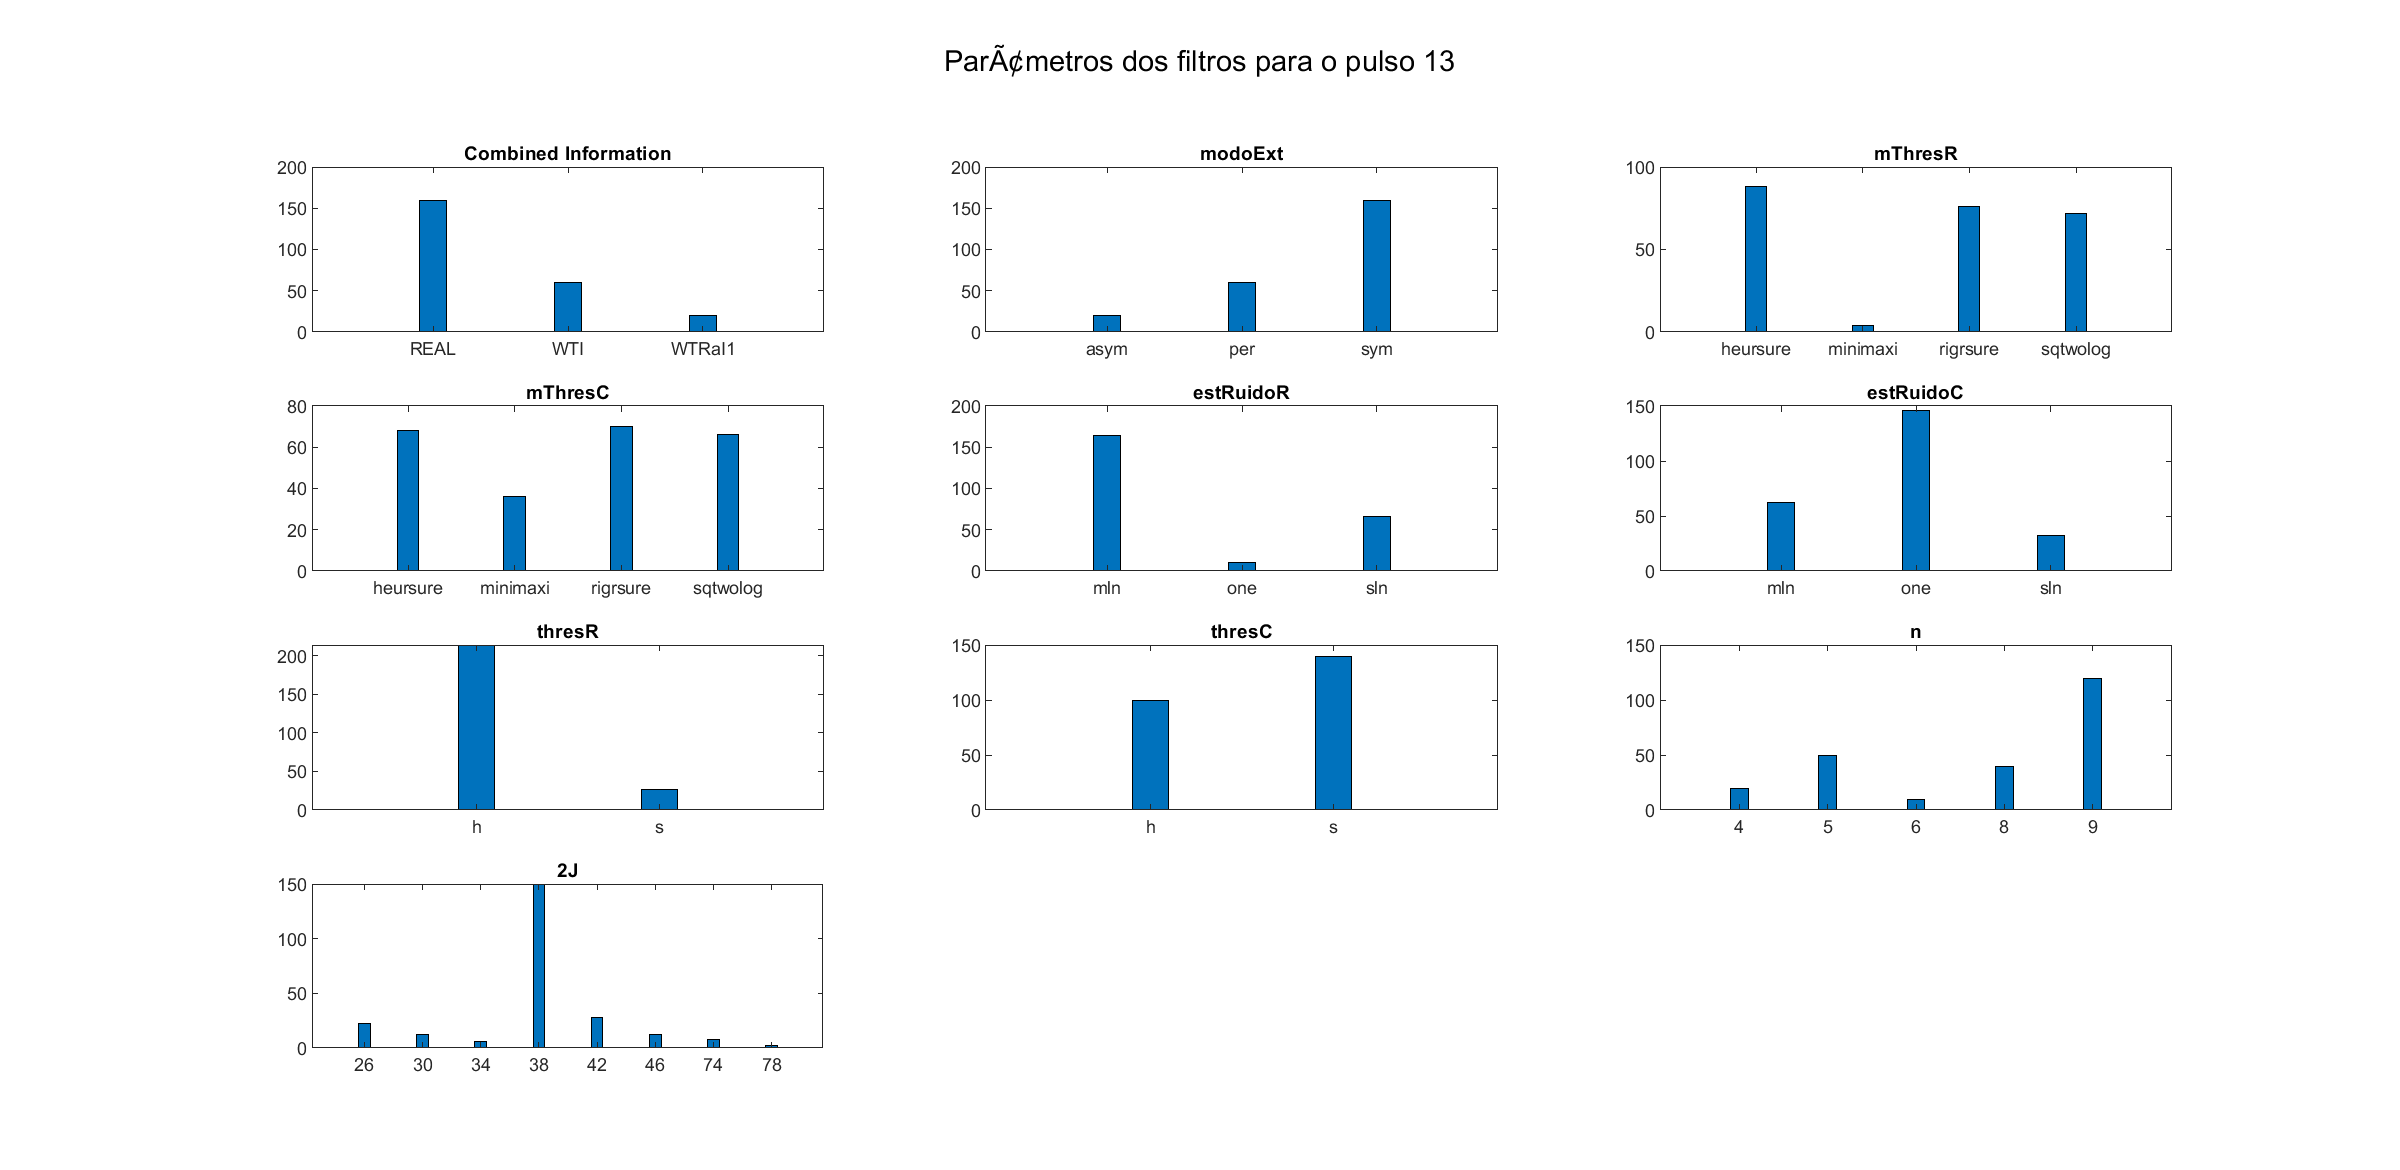 ParÃ¢metros dos filtros para o pulso 13
Combined Information
200
150
100
50
0
REAL WTI WTRaI1
modoExt
200
150
100
50
0
asym per sym
mThresR
100
50
0
heursure minimaxi rigrsure sqtwolog
mThresC
80
60
40
20
0
heursure minimaxi rigrsure sqtwolog
estRuidoR
200
150
100
50
0
mln one sln
estRuidoC
150
100
50
0
mln one sln
thresR
200
150
100
50
0
h s
thresC
150
100
50
0
h s
n
150
100
50
0
4 5 6 8 9
2J
150
100
50
0
26 30 34 38 42 46 74 78